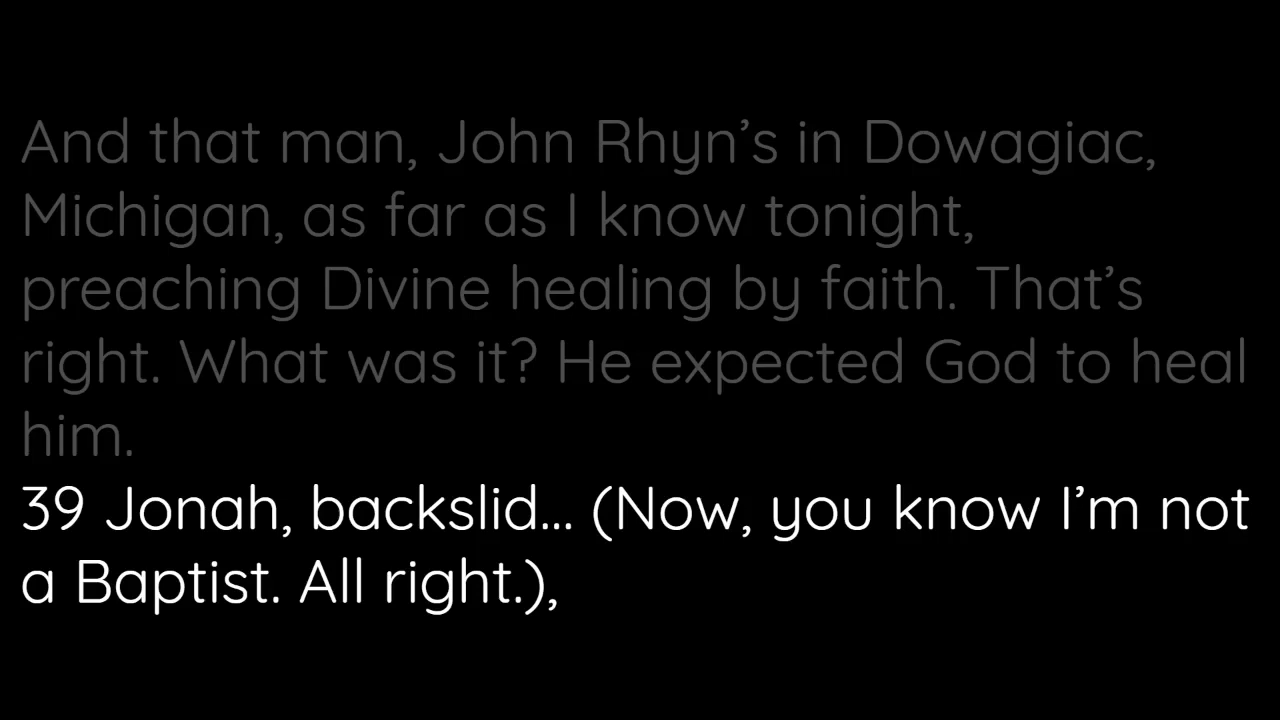 And that man, John Rhyn’s in Dowagiac,
Michigan, as far as I know tonight,
preaching Divine healing by faith. That’s
right. What was it? He expected God to heal
him.
39 Jonah, backslid... (Now, you know I’m not
a Baptist. All right.),